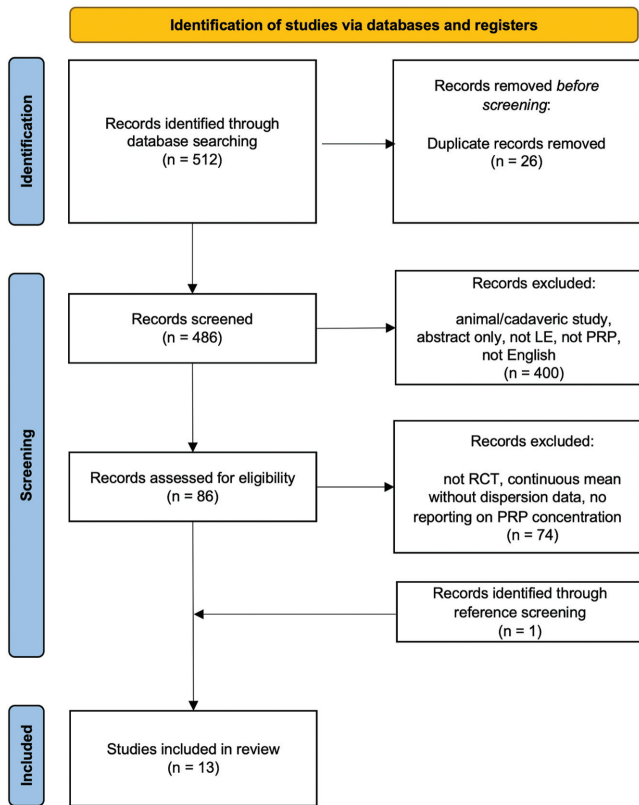 Identification of studies via databases and registers
Identification
Records identified through
database searching
(n = 512)
Records removed before
screening:
Duplicate records removed
(n = 26)
Screening
Records screened
(n = 486)
Records excluded:
animal/cadaveric study,
abstract only, not LE, not PRP,
not English
(n = 400)
Records assessed for eligibility
(n = 86)
Records excluded:
not RCT, continuous mean
without dispersion data, no
reporting on PRP concentration
(n = 74)
Records identified through
reference screening
(n = 1)
Included
Studies included in review
(n = 13)